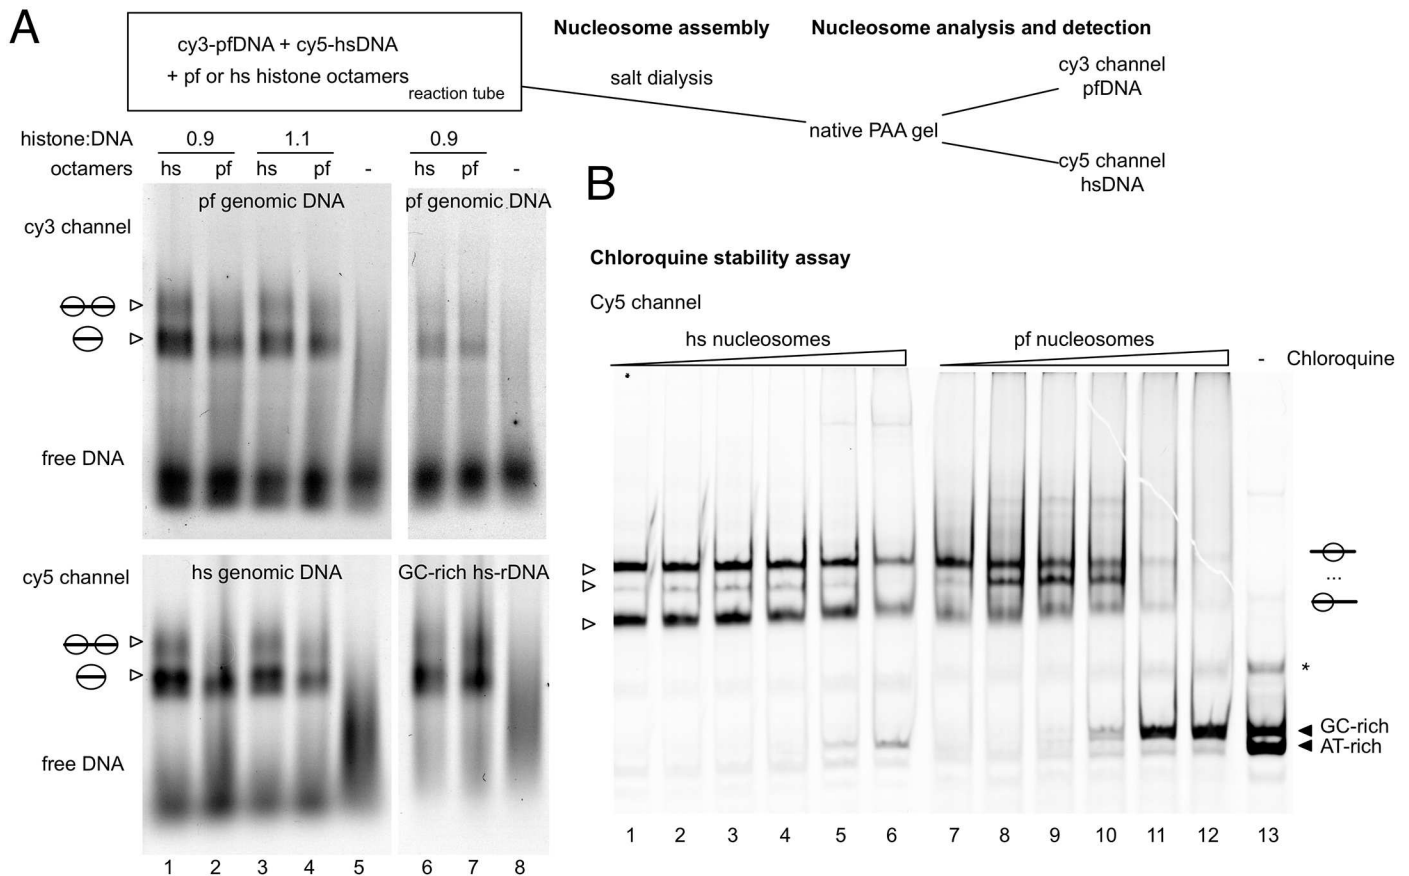 A
cy3-pfDNA + cy5-hsDNA
+ pf or hs histone octamers
reaction tube
Nucleosome assembly
salt dialysis
Nucleosome analysis and detection
cy3 channel
pfDNA
native PAA gel
cy5 channel
hsDNA
histone:DNA 0.9 1.1 0.9
octamers hs pf hs pf - hs pf -
pf genomic DNA pf genomic DNA
cy3 channel
free DNA
cy5 channel
hs genomic DNA GC-rich hs-rDNA
free DNA
1 2 3 4 5 6 7 8
B
Chloroquine stability assay
Cy5 channel
hs nucleosomes pf nucleosomes
- Chloroquine
...
*
GC-rich
AT-rich
1 2 3 4 5 6 7 8 9 10 11 12 13